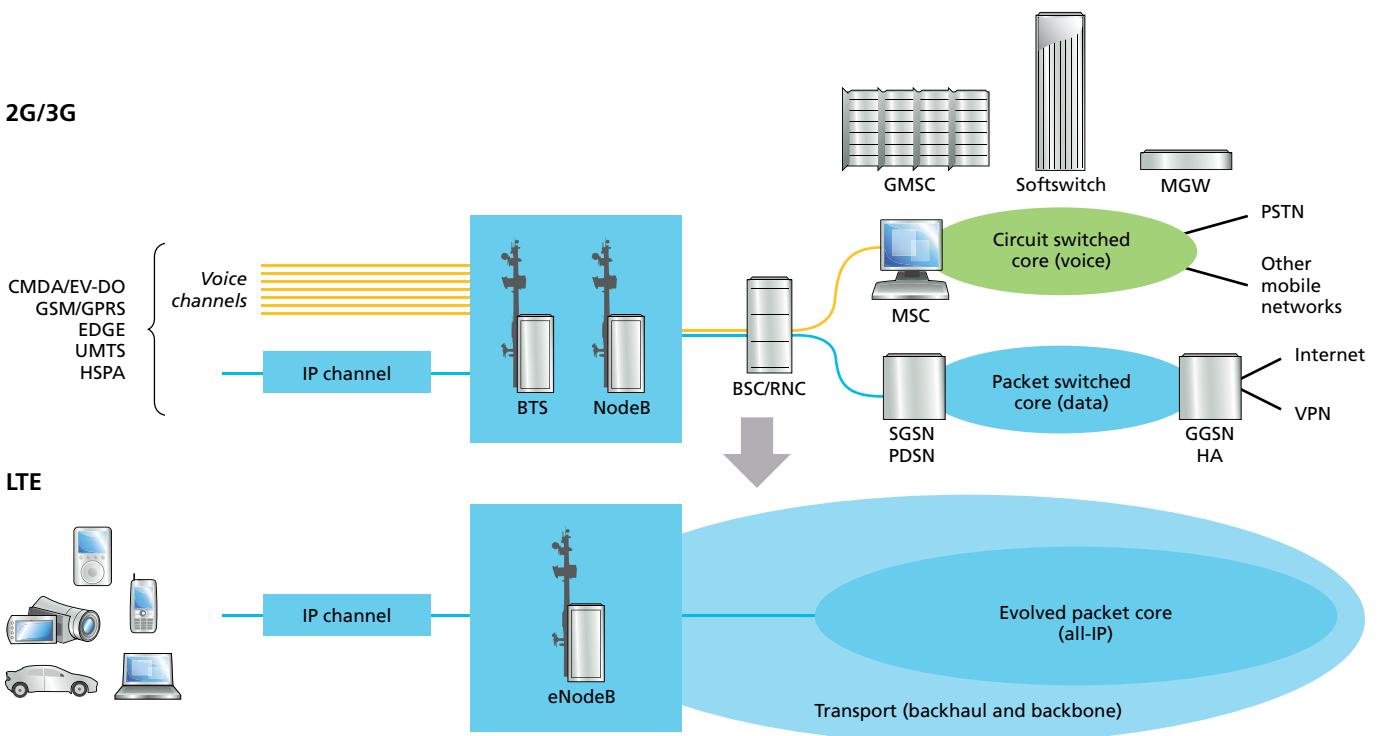 2G/3G
GMSC
Softswitch
MGW
CMDA/EV-DO
GSM/GPRS
EDGE
UMTS
HSPA
Voice
channels
IP channel
BTS
NodeB
BSC/RNC
MSC
Circuit switched
core (voice)
PSTN
Other
mobile
networks
SGSN
PDSN
Packet switched
core (data)
GGSN
HA
Internet
VPN
LTE
IP channel
eNodeB
Evolved packet core
(all-IP)
Transport (backhaul and backbone)